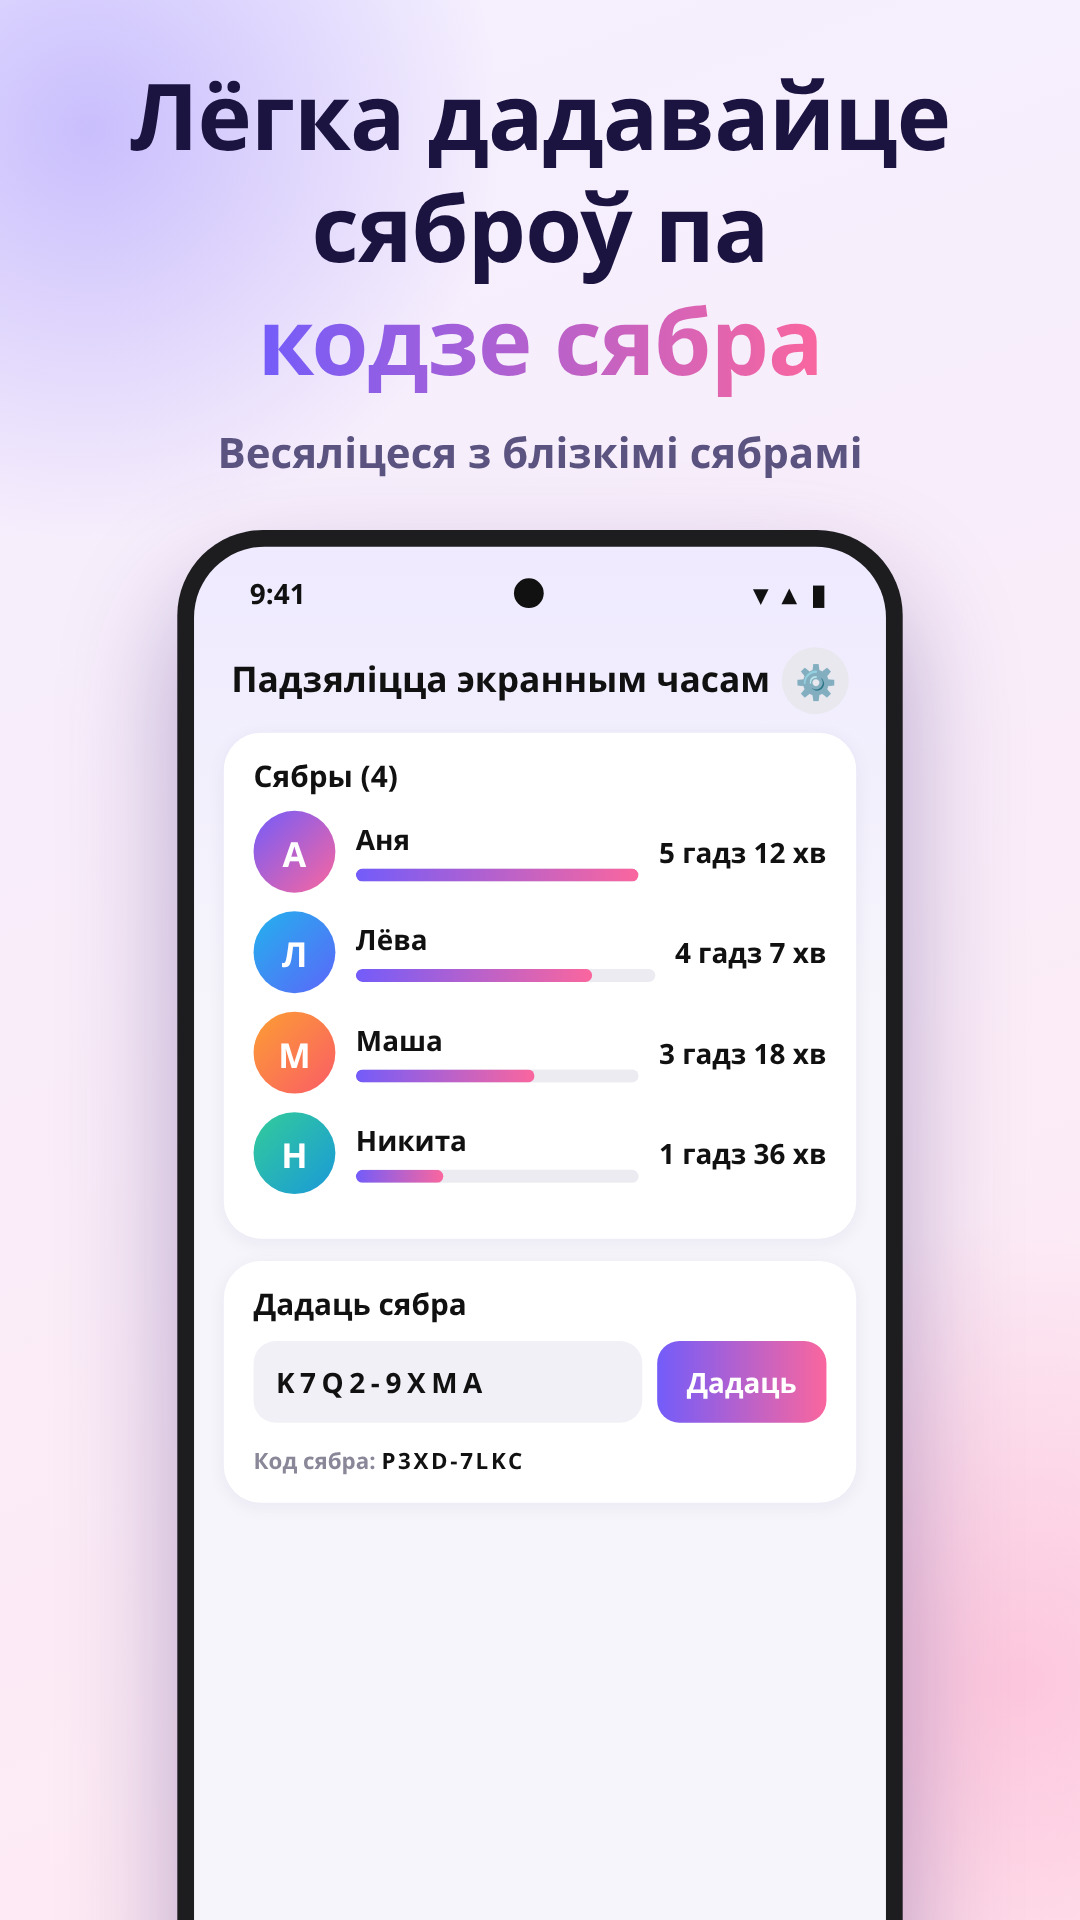 Лёгка дадавайце
сяброў па
кодзе сябра
Весяліцеся з блізкімі сябрамі
9:41
Падзяліцца экранным часам
Сябры (4)
А
Аня
5 гадз 12 хв
Л
Лёва
4 гадз 7 хв
М
Маша
3 гадз 18 хв
Н
Никита
1 гадз 36 хв
Дадаць сябра
K7Q2-9XMA
Дадаць
Код сябра: P3XD-7LKC